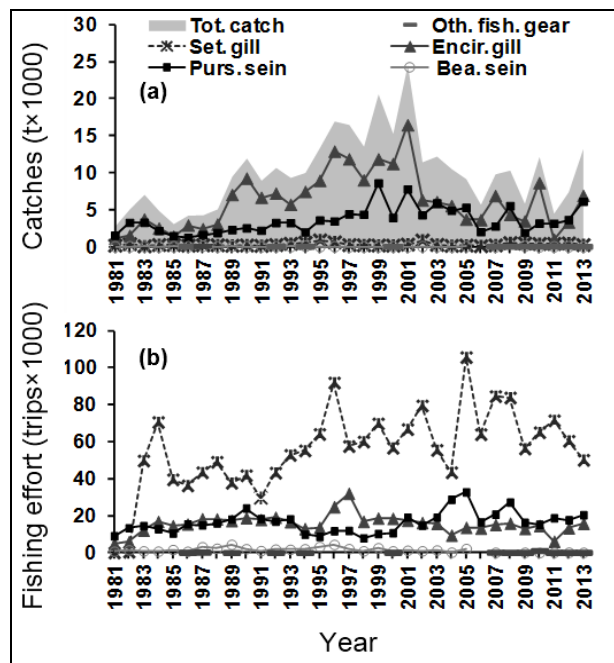 Tot. catch Oth. fish. gear
Set. gill Encir. gill
Purs. sein Bea. sein
(a)
Catches (t×1000)
30
25
20
15
10
5
0
1981 1983 1985 1987 1989 1991 1993 1995 1997 1999 2001 2003 2005 2007 2009 2011 2013
(b)
Fishing effort (trips×1000)
120
100
80
60
40
20
0
1981 1983 1985 1987 1989 1991 1993 1995 1997 1999 2001 2003 2005 2007 2009 2011 2013
Year